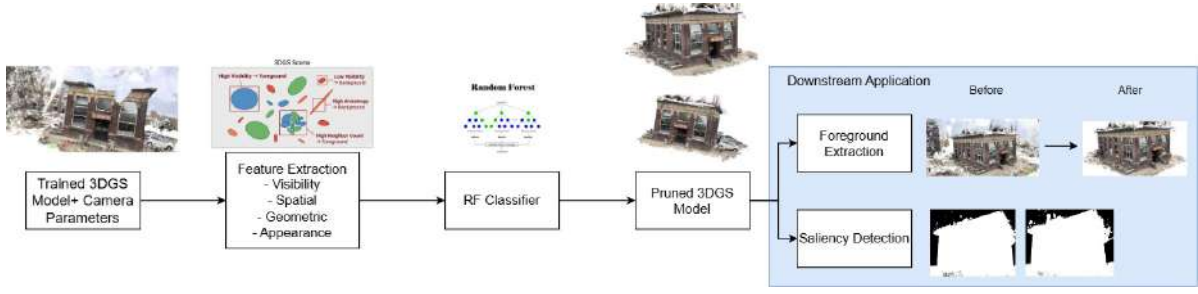 3DGS Scene
High Visibility → Foreground
Low Visibility
→ Background
High Anisotropy
→ Background
High Neighbor Count
→ Foreground
Random Forest
Trained 3DGS
Model+ Camera
Parameters
Feature Extraction
- Visibility
- Spatial
- Geometric
- Appearance
RF Classifier
Pruned 3DGS
Model
Downstream Application
Before
After
Foreground
Extraction
Saliency Detection